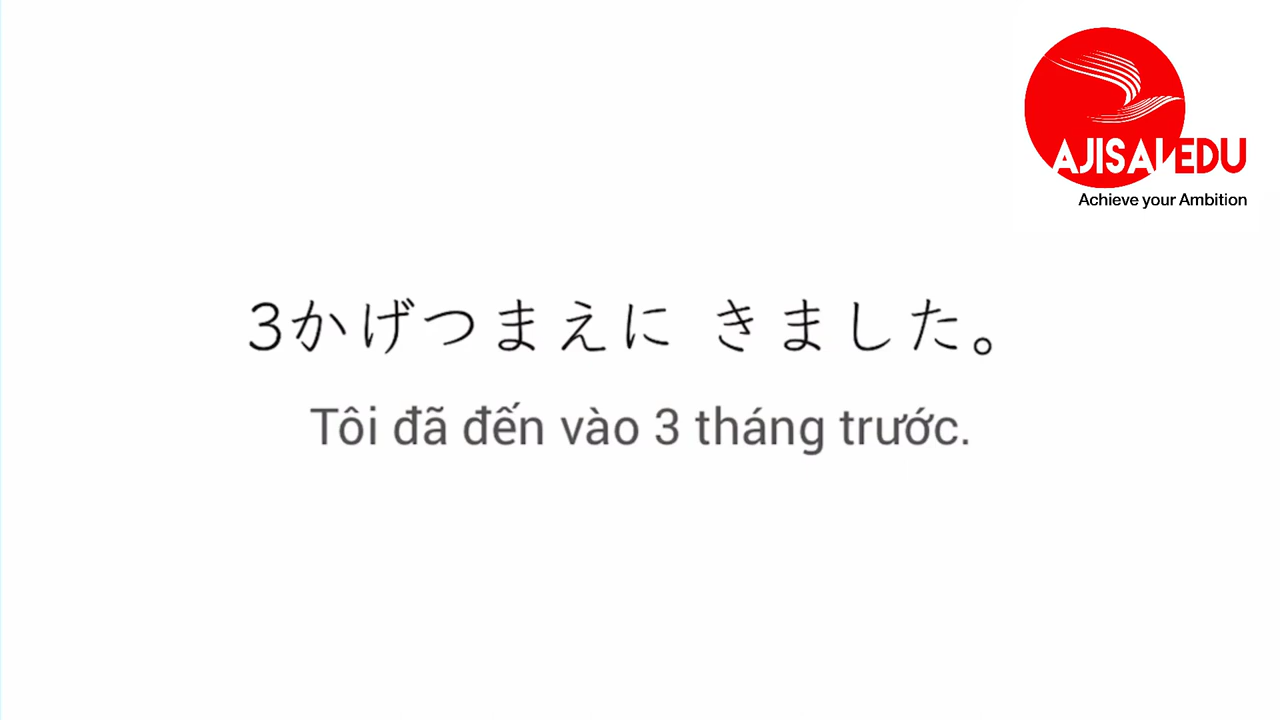 AJISAI EDU
Achieve your Ambition
3かげつまえに きました。
Tôi đã đến vào 3 tháng trước.